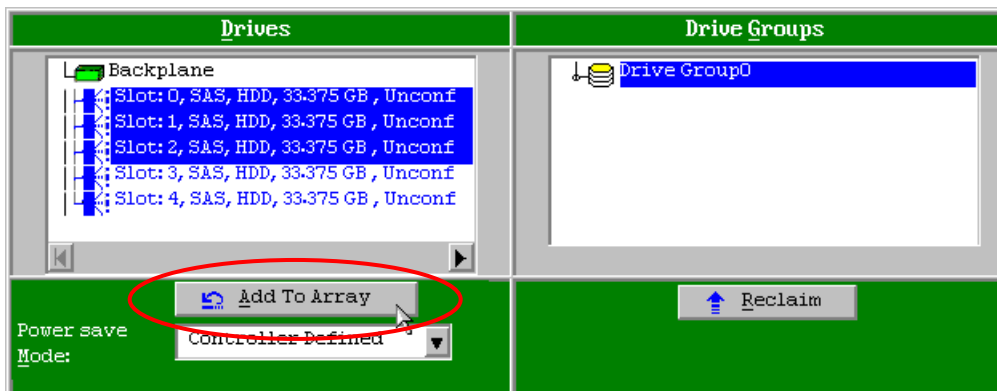 Drives
Drive Groups
Backplane
Slot: 0, SAS, HDD, 33.375 GB , Unconf
Slot: 1, SAS, HDD, 33.375 GB , Unconf
Slot: 2, SAS, HDD, 33.375 GB , Unconf
Slot: 3, SAS, HDD, 33.375 GB , Unconf
Slot: 4, SAS, HDD, 33.375 GB , Unconf
Drive Group0
Add To Array
Reclaim
Power save
Mode:
Controller Defined